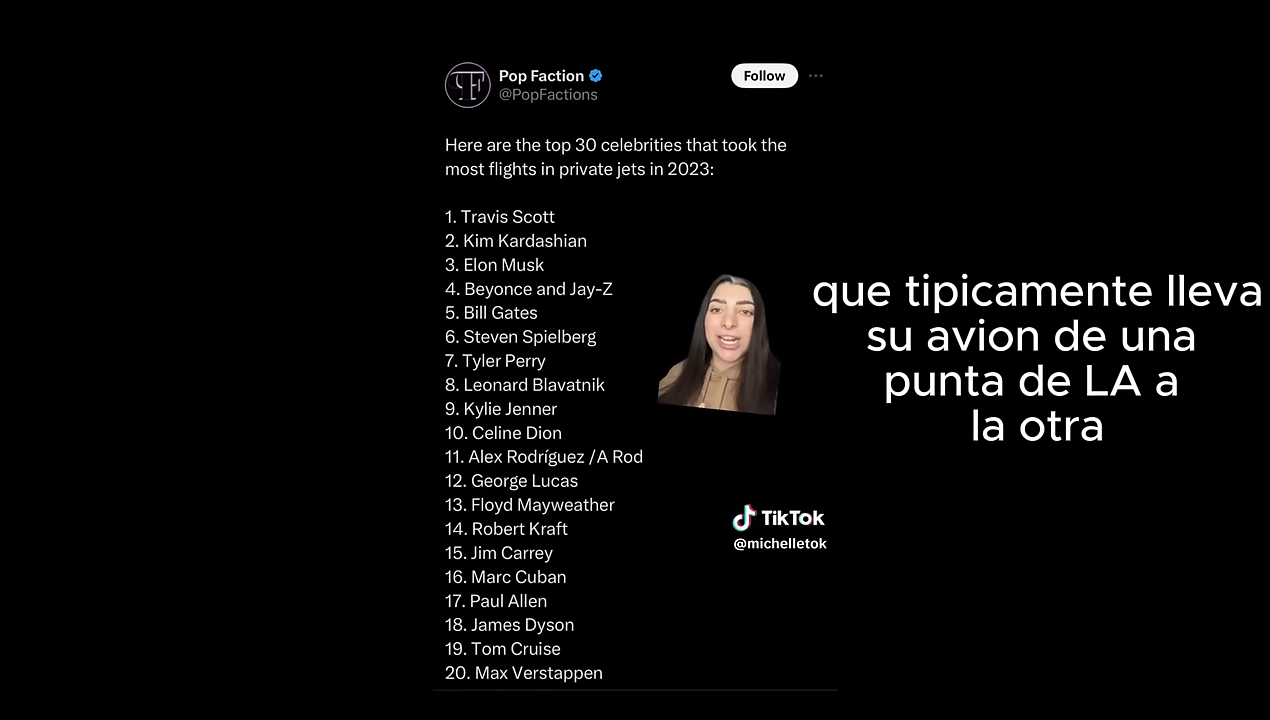 Pop Faction
@PopFactions
Follow
Here are the top 30 celebrities that took the
most flights in private jets in 2023:
1. Travis Scott
2. Kim Kardashian
3. Elon Musk
4. Beyonce and Jay-Z
5. Bill Gates
6. Steven Spielberg
7. Tyler Perry
8. Leonard Blavatnik
9. Kylie Jenner
10. Celine Dion
11. Alex Rodríguez /A Rod
12. George Lucas
13. Floyd Mayweather
14. Robert Kraft
15. Jim Carrey
16. Marc Cuban
17. Paul Allen
18. James Dyson
19. Tom Cruise
20. Max Verstappen
que tipicamente lleva
su avion de una
punta de LA a
la otra
TikTok
@michelletok